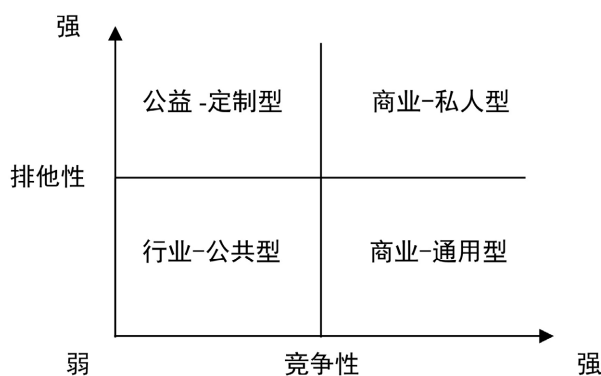 强
公益 -定制型
商业-私人型
排他性
行业-公共型
商业-通用型
弱
竞争性
强